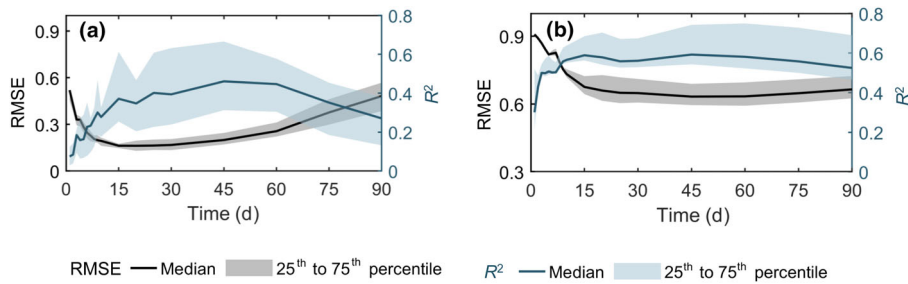 (a)
0.9
0.6
0.3
0
RMSE
0.8
0.6
0.4
0.2
0
R²
0 15 30 45 60 75 90
Time (d)
(b)
0.9
0.6
0.3
RMSE
0.8
0.6
0.4
0.2
0
R²
0 15 30 45 60 75 90
Time (d)
RMSE Median 25th to 75th percentile
R² Median 25th to 75th percentile